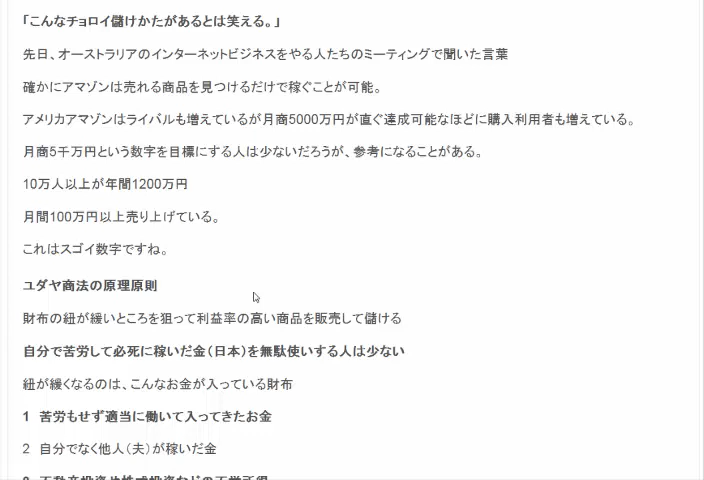 「こんなチョロイ儲けかたがあるとは笑える。」
先日、オーストラリアのインターネットビジネスをやる人たちのミーティングで聞いた言葉
確かにアマゾンは売れる商品を見つけるだけで稼ぐことが可能。
アメリカアマゾンはライバルも増えているが月商5000万円が直ぐ達成可能なほどに購入利用者も増えている。
月商5千万円という数字を目標にする人は少ないだろうが、参考になることがある。
10万人以上が年間1200万円
月間100万円以上売り上げている。
これはスゴイ数字ですね。
ユダヤ商法の原理原則
財布の紐が緩いところを狙って利益率の高い商品を販売して儲ける
自分で苦労して必死に稼いだ金（日本）を無駄使いする人は少ない
紐が緩くなるのは、こんなお金が入っている財布
1 苦労もせず適当に働いて入ってきたお金
2 自分でなく他人（夫）が稼いだ金